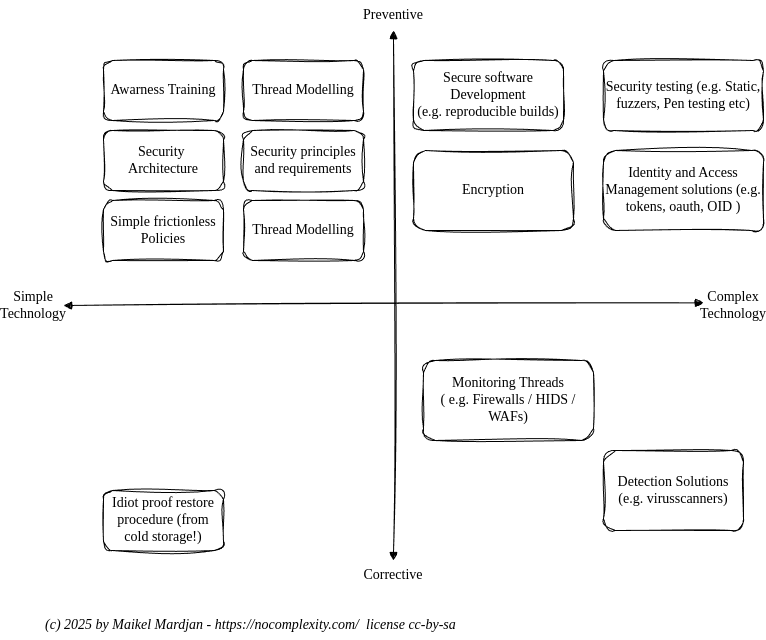 Preventive
Awarness Training
Thread Modelling
Secure software
Development
(e.g. reproducible builds)
Security testing (e.g. Static,
fuzzers, Pen testing etc)
Security
Architecture
Security principles
and requirements
Encryption
Identity and Access
Management solutions (e.g.
tokens, oauth, OID )
Simple frictionless
Policies
Thread Modelling
Simple
Technology
Complex
Technology
Monitoring Threads
( e.g. Firewalls / HIDS /
WAFs)
Detection Solutions
(e.g. virusscanners)
Idiot proof restore
procedure (from
cold storage!)
Corrective
(c) 2025 by Maikel Mardjan - https://nocomplexity.com/  license cc-by-sa